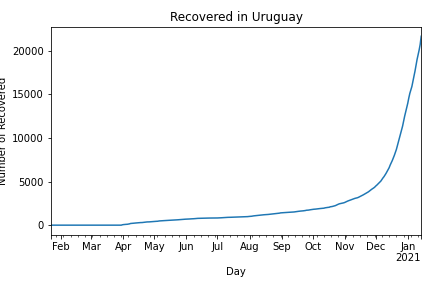 Recovered in Uruguay
Number of Recovered
20000
15000
10000
5000
0
Feb Mar Apr May Jun Jul Aug Sep Oct Nov Dec Jan
2021
Day